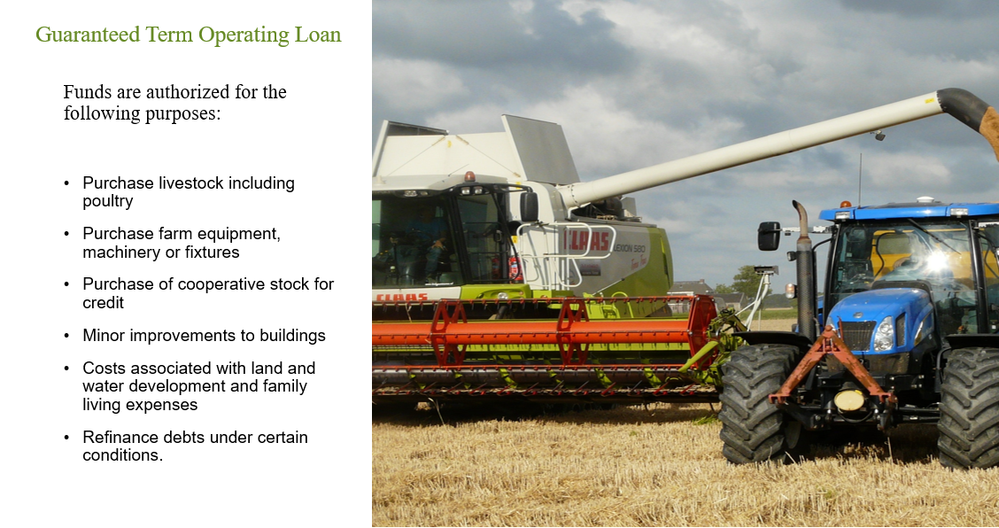 Guaranteed Term Operating Loan
Funds are authorized for the
following purposes:
• Purchase livestock including
poultry
• Purchase farm equipment,
machinery or fixtures
• Purchase of cooperative stock for
credit
• Minor improvements to buildings
• Costs associated with land and
water development and family
living expenses
• Refinance debts under certain
conditions.
CLAAS
LEXION 580
CLAAS